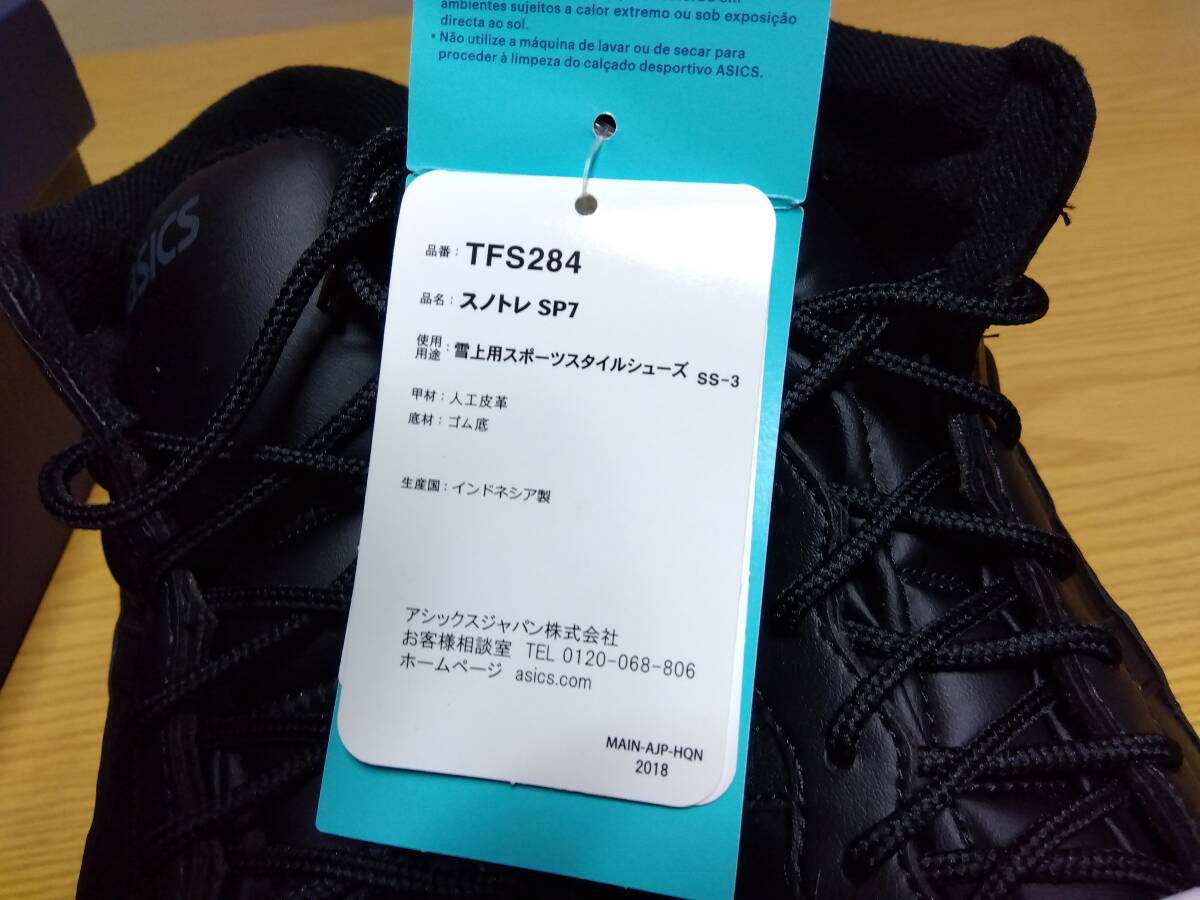 ambientes sujeitos a calor extremo ou sob exposição
directa ao sol.
• Não utilize a máquina de lavar ou de secar para
proceder à limpeza do calçado desportivo ASICS.
ASICS
品番：TFS284
品名：スノトレ SP7
使用用途：雪上用スポーツスタイルシューズ SS-3
甲材：人工皮革
底材：ゴム底
生産国：インドネシア製
アシックスジャパン株式会社
お客様相談室 TEL 0120-068-806
ホームページ asics.com
MAIN-AJP-HQN
2018